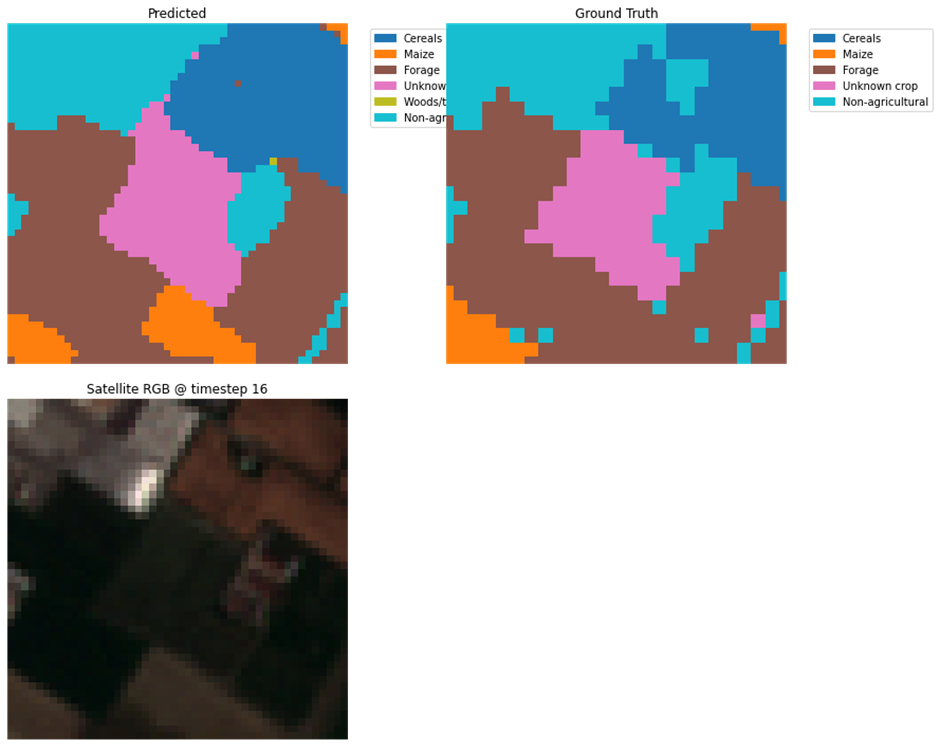 Predicted
Cereals
Maize
Forage
Unknow
Woods/t
Non-agr
Ground Truth
Cereals
Maize
Forage
Unknown crop
Non-agricultural
Satellite RGB @ timestep 16